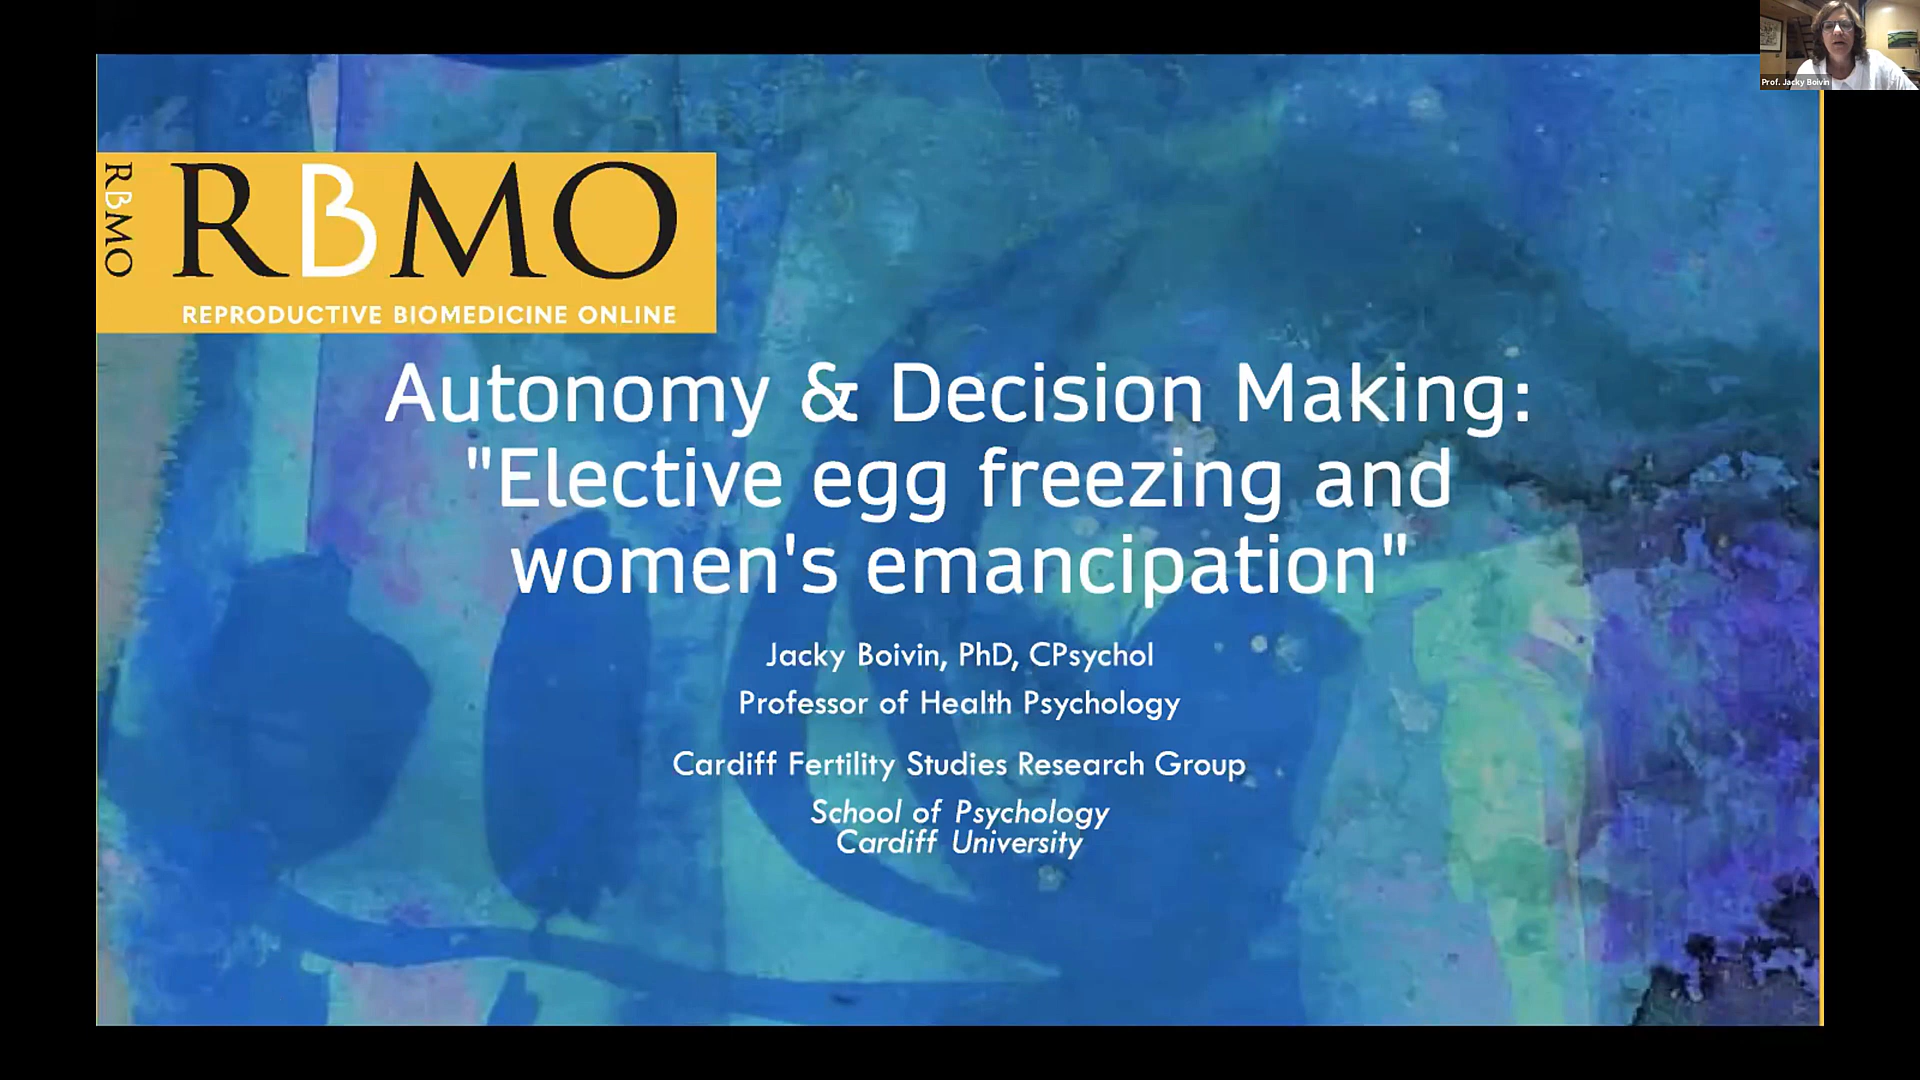 Prof. Jacky Boivin
RBMO
RBMO
REPRODUCTIVE BIOMEDICINE ONLINE
Autonomy & Decision Making:
"Elective egg freezing and
women's emancipation"
Jacky Boivin, PhD, CPsychol
Professor of Health Psychology
Cardiff Fertility Studies Research Group
School of Psychology
Cardiff University